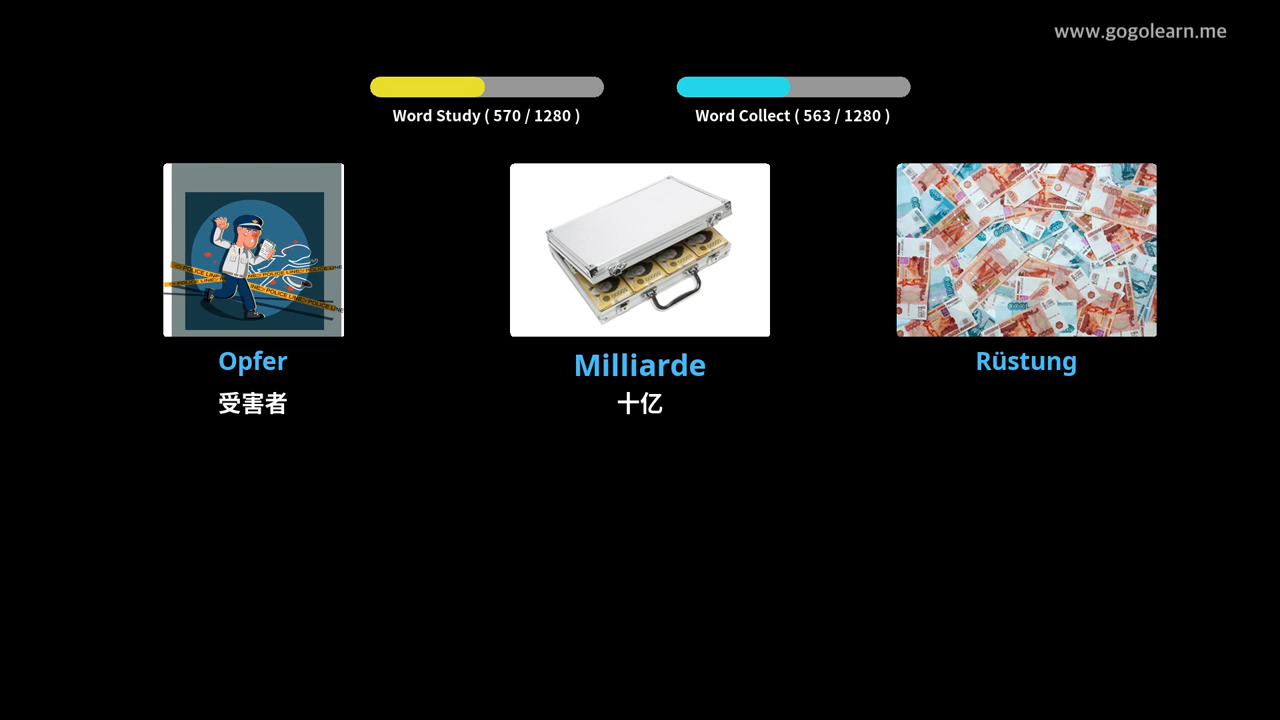 www.gogolearn.me
Word Study ( 570 / 1280 )
Word Collect ( 563 / 1280 )
Opfer
Milliarde
Rüstung
受害者
十亿